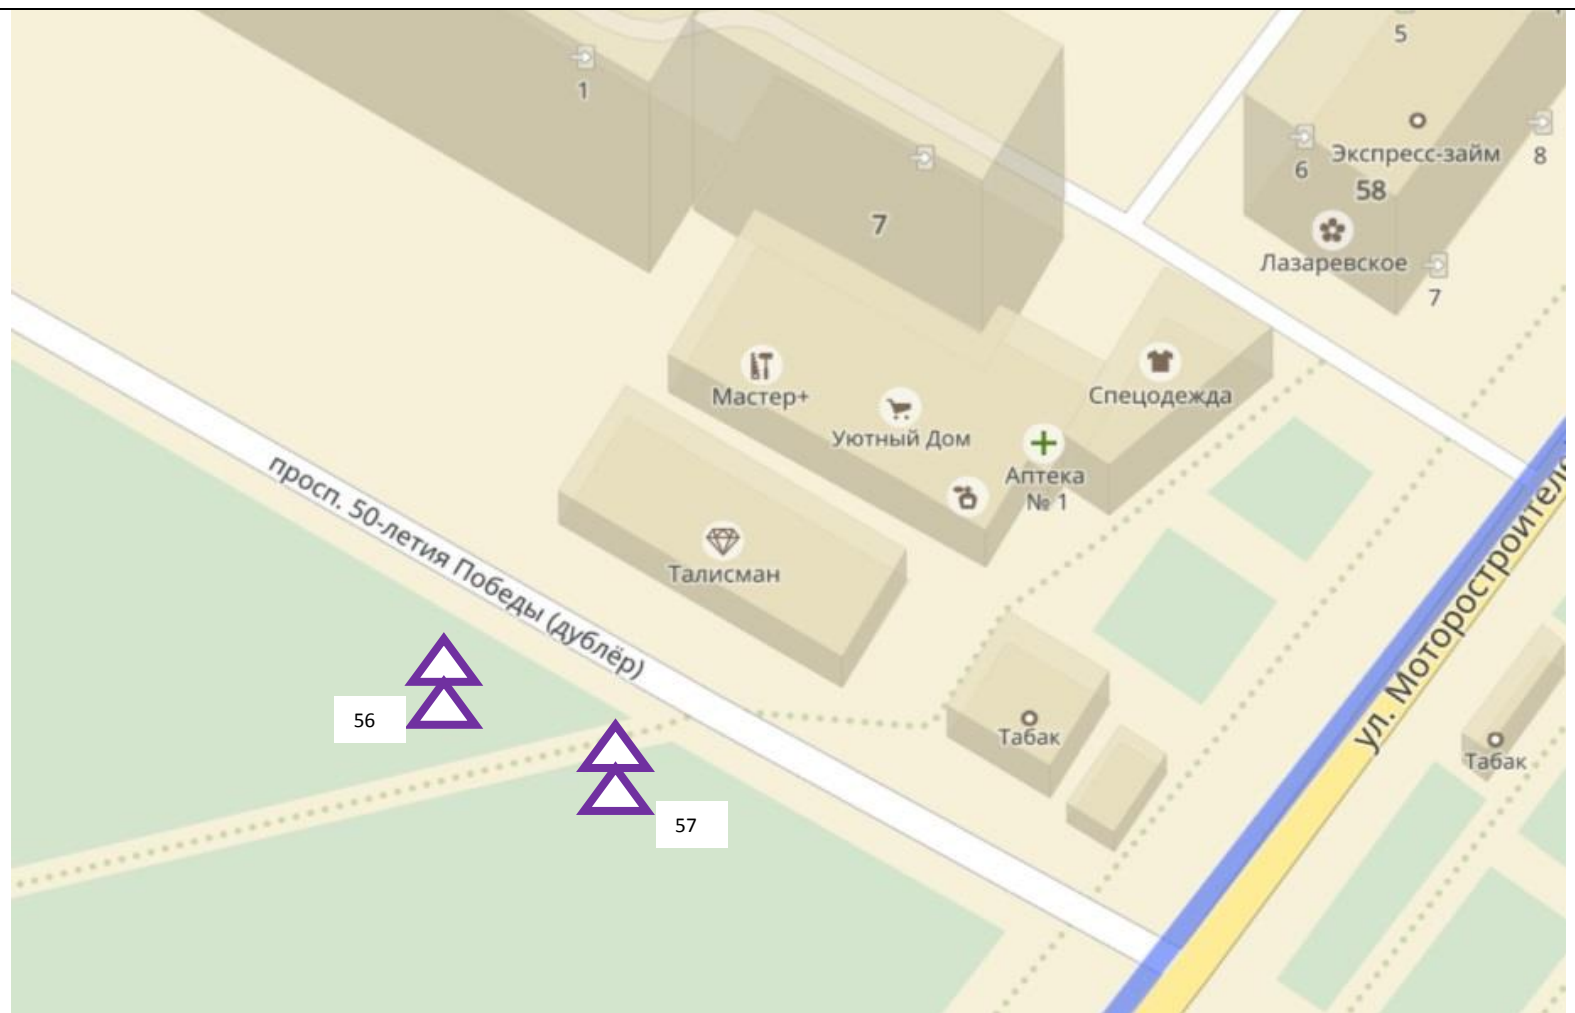 5
1
6
Экспресс-займ
8
58
7
Лазаревское
7
Мастер+
Спецодежда
Уютный Дом
Аптека
№ 1
просп. 50-летия Победы (дублёр)
Талисман
ул.
56
Табак
Табак
57